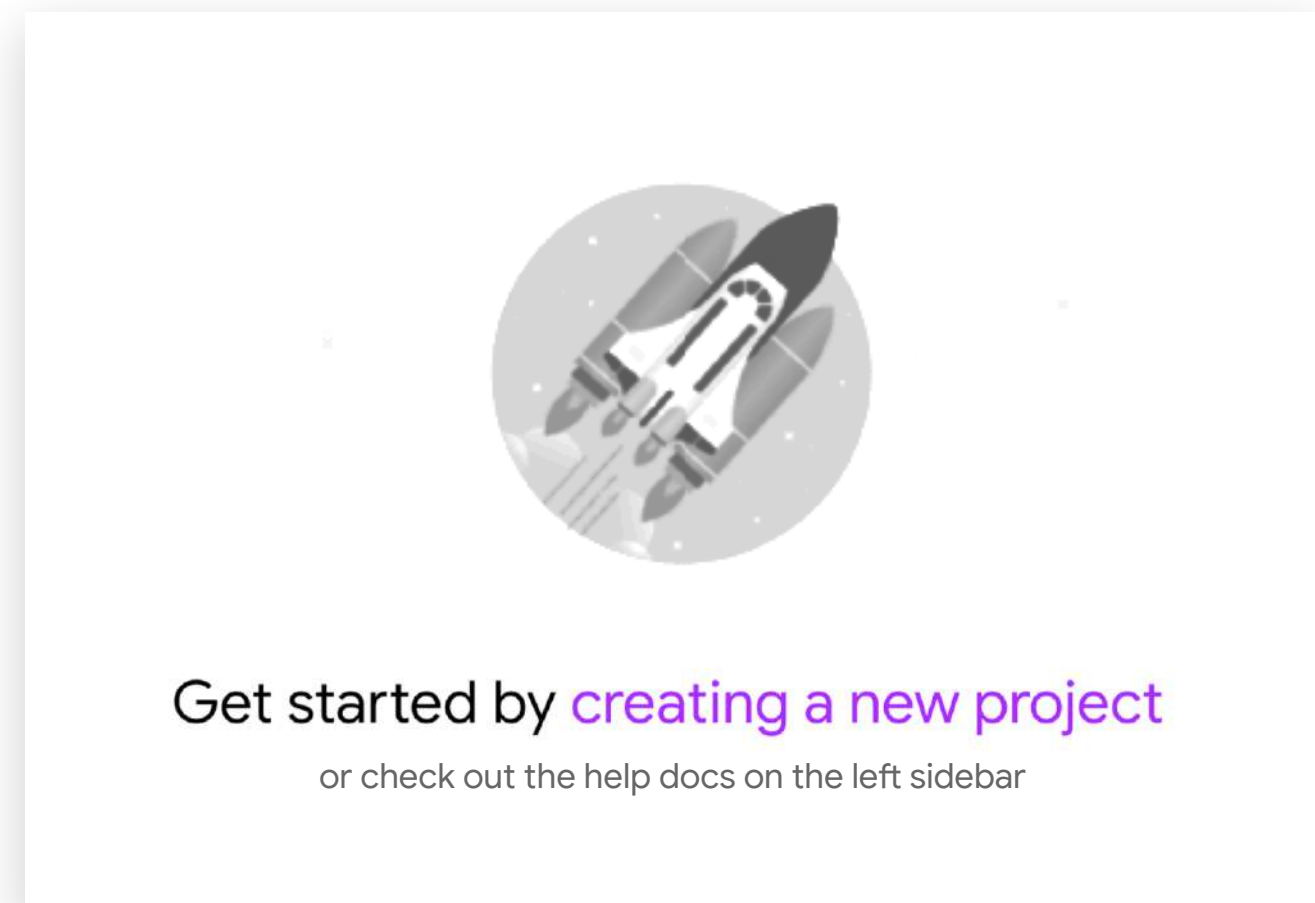 Get started by creating a new project
or check out the help docs on the left sidebar